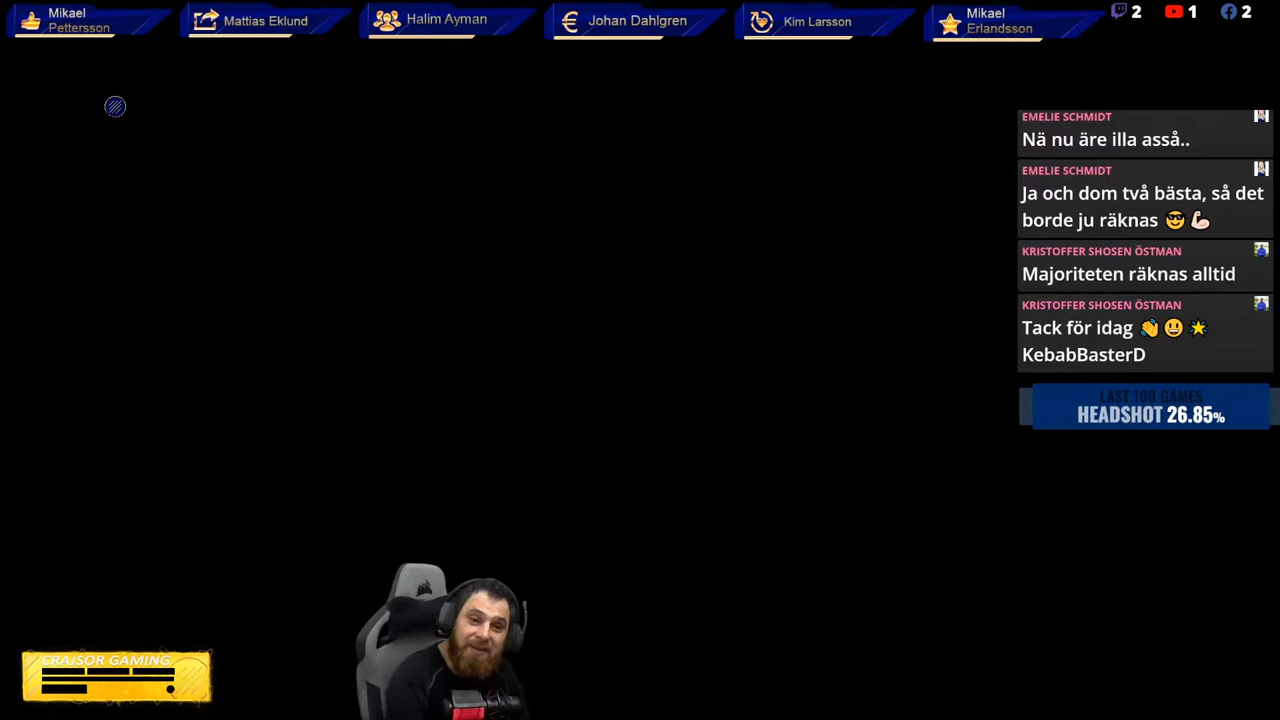 Mikael
Pettersson
Mattias Eklund
Halim Ayman
Johan Dahlgren
Kim Larsson
Mikael
Erlandsson
2
1
2
EMELIE SCHMIDT
Nä nu äre illa asså..
EMELIE SCHMIDT
Ja och dom två bästa, så det
borde ju räknas 😎 💪🏻
KRISTOFFER SHOSEN ÖSTMAN
Majoriteten räknas alltid
KRISTOFFER SHOSEN ÖSTMAN
Tack för idag 👏 😃 🌟
KebabBasterD
LAST 100 GAMES
HEADSHOT 26.85%
CRAJSOR GAMING